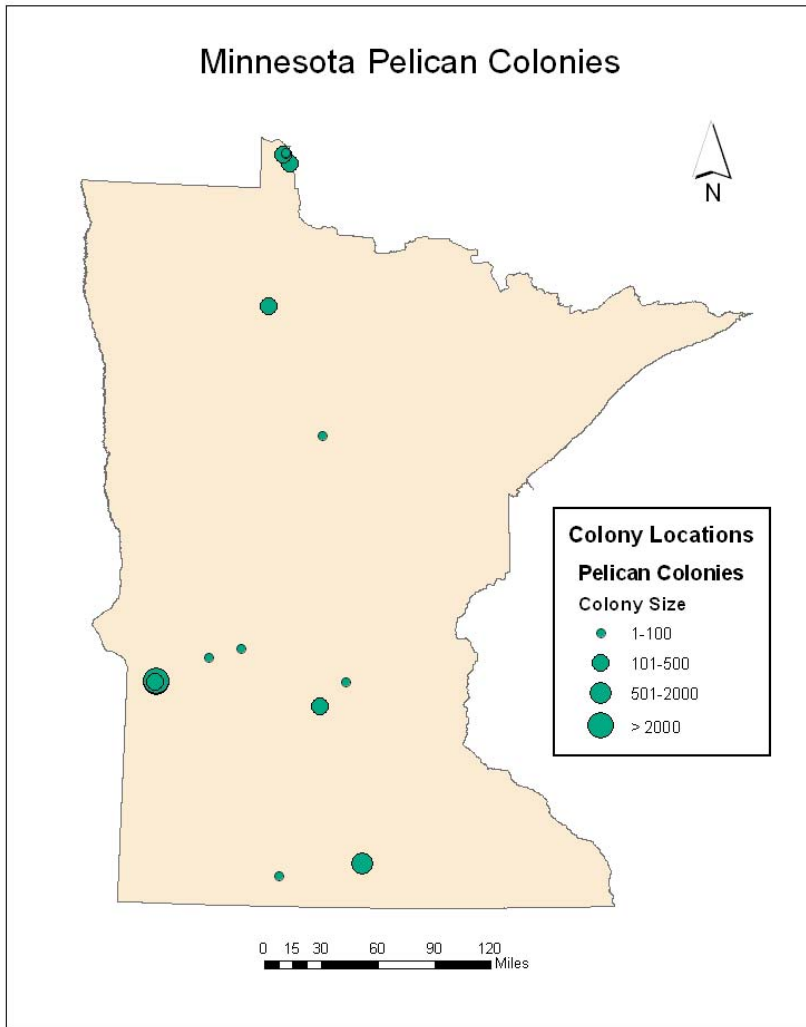 Minnesota Pelican Colonies
N
Colony Locations
Pelican Colonies
Colony Size
1-100
101-500
501-2000
> 2000
0 15 30 60 90 120
Miles